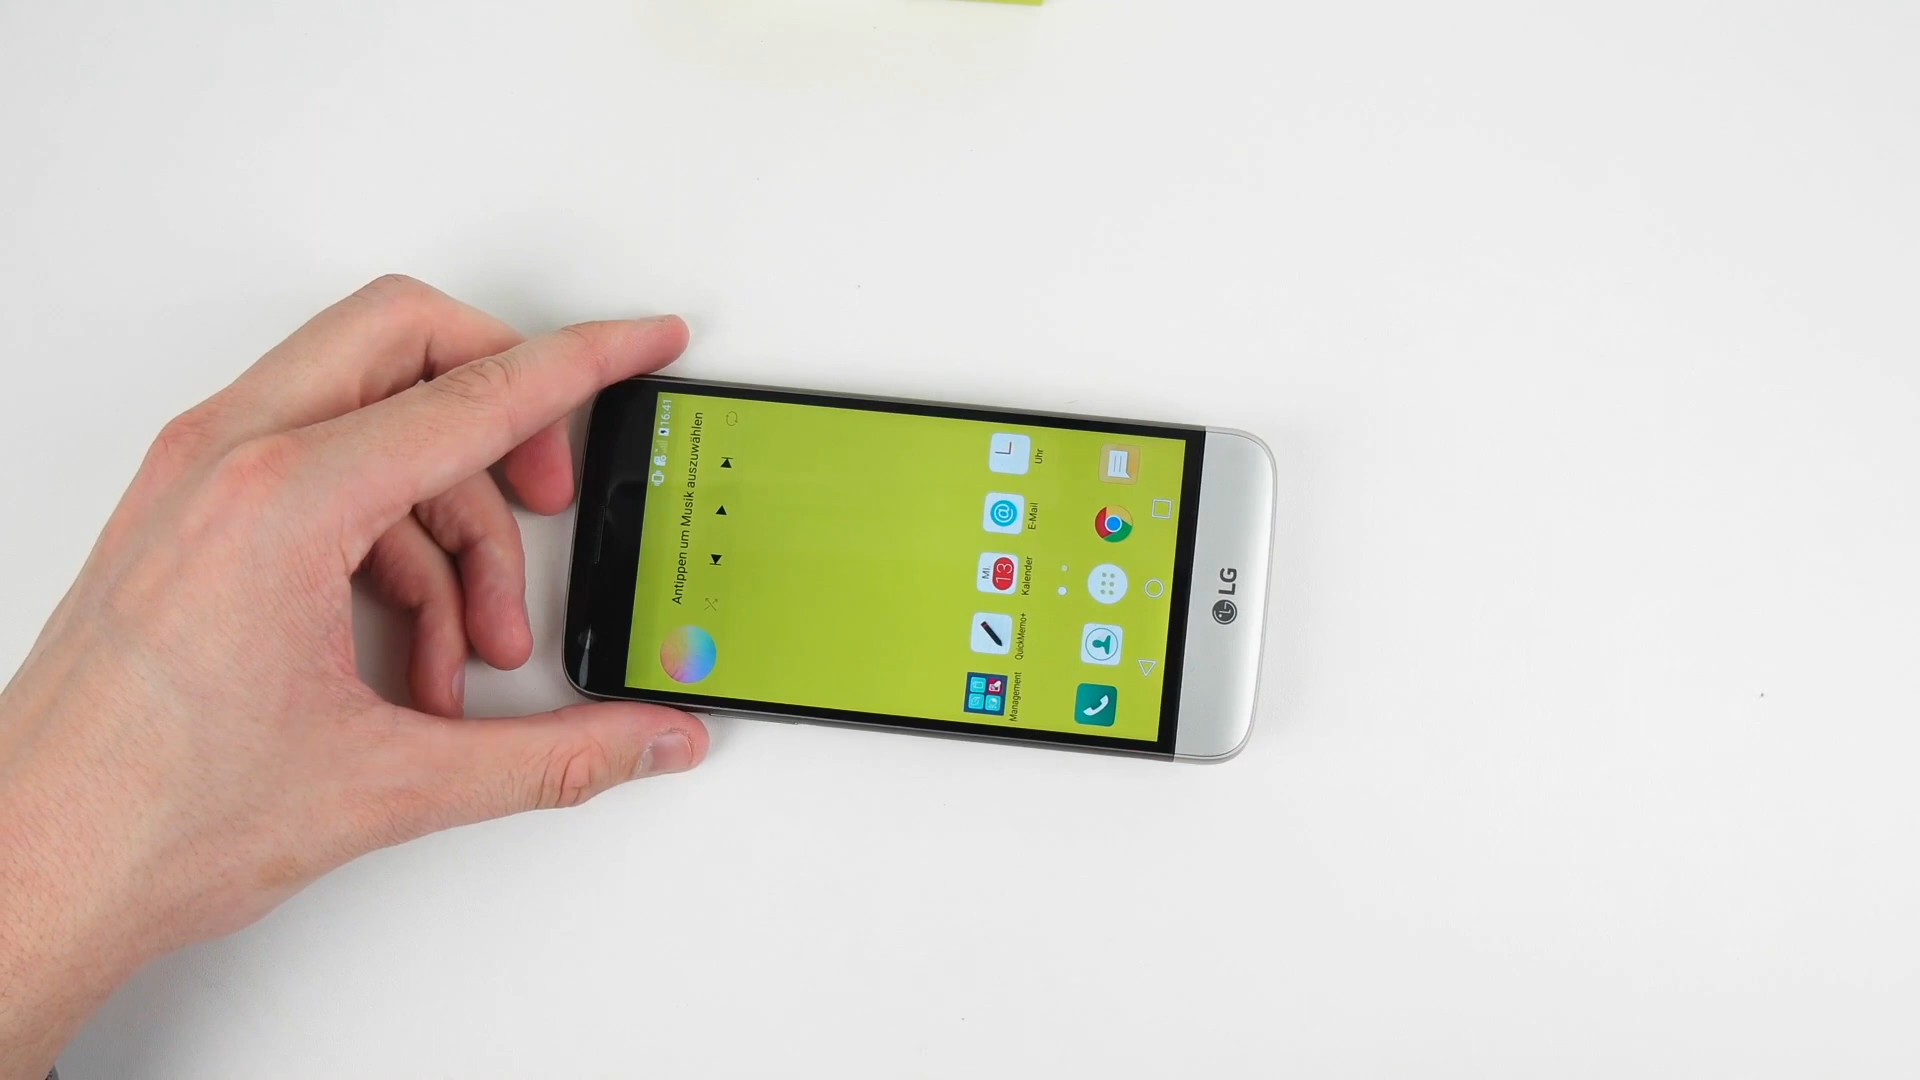 16:41
Antippen um Musik auszuwählen
Management
QuickMemo+
MI.
13
Kalender
@
E-Mail
Uhr
LG